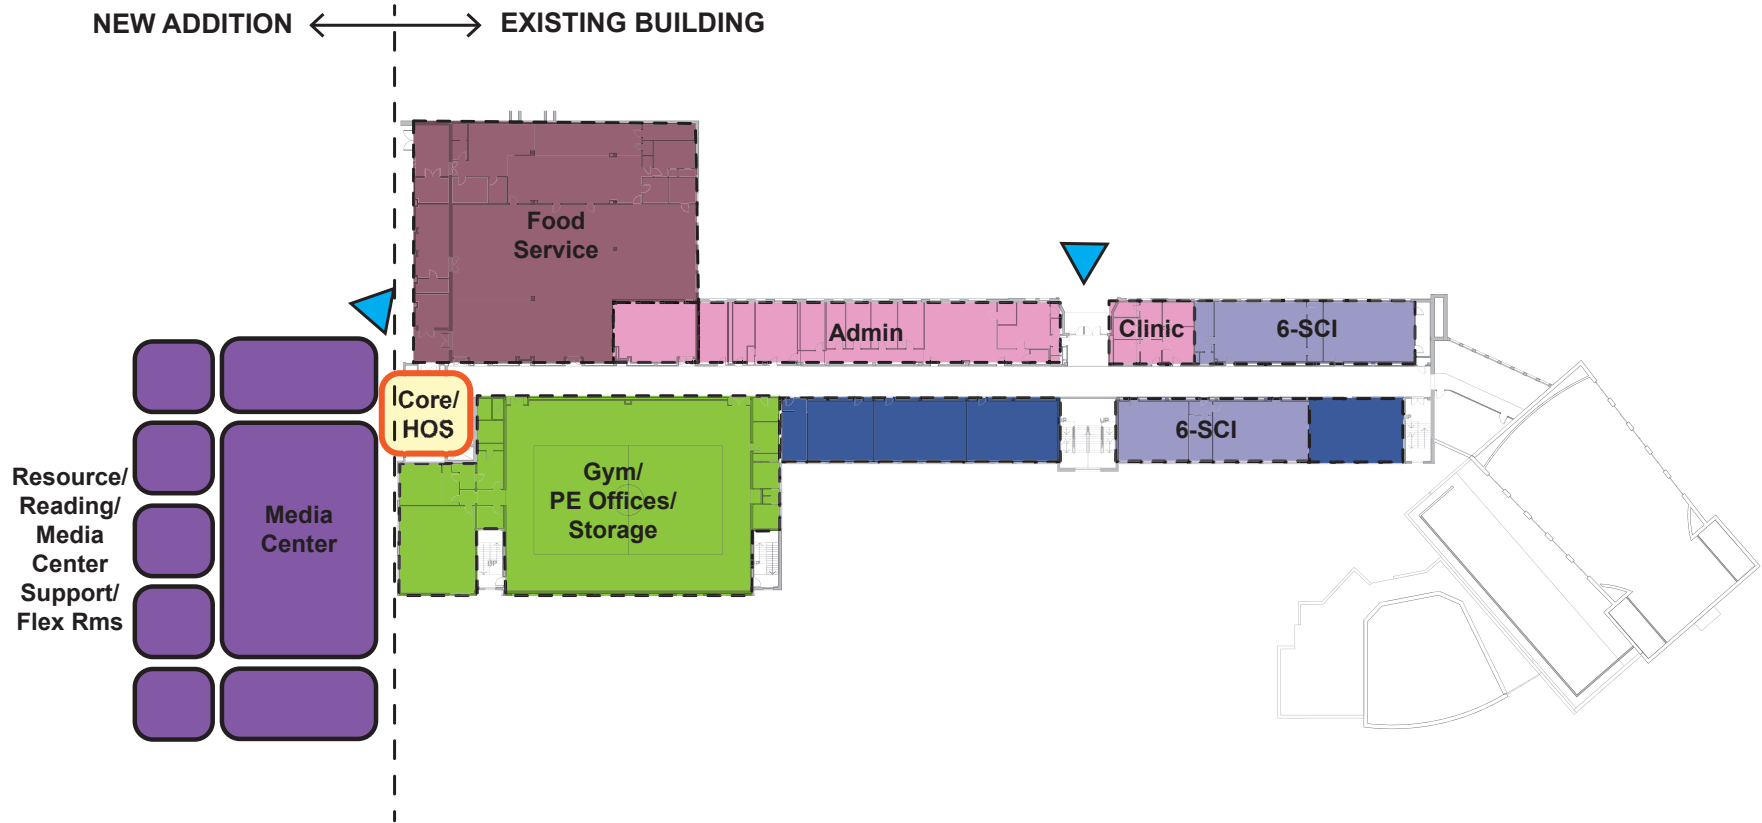 NEW ADDITION
EXISTING BUILDING
Food
Service
Admin
Clinic
6-SCI
Core/
HOS
6-SCI
Gym/
PE Offices/
Storage
Resource/
Reading/
Media
Center
Support/
Flex Rms
Media
Center